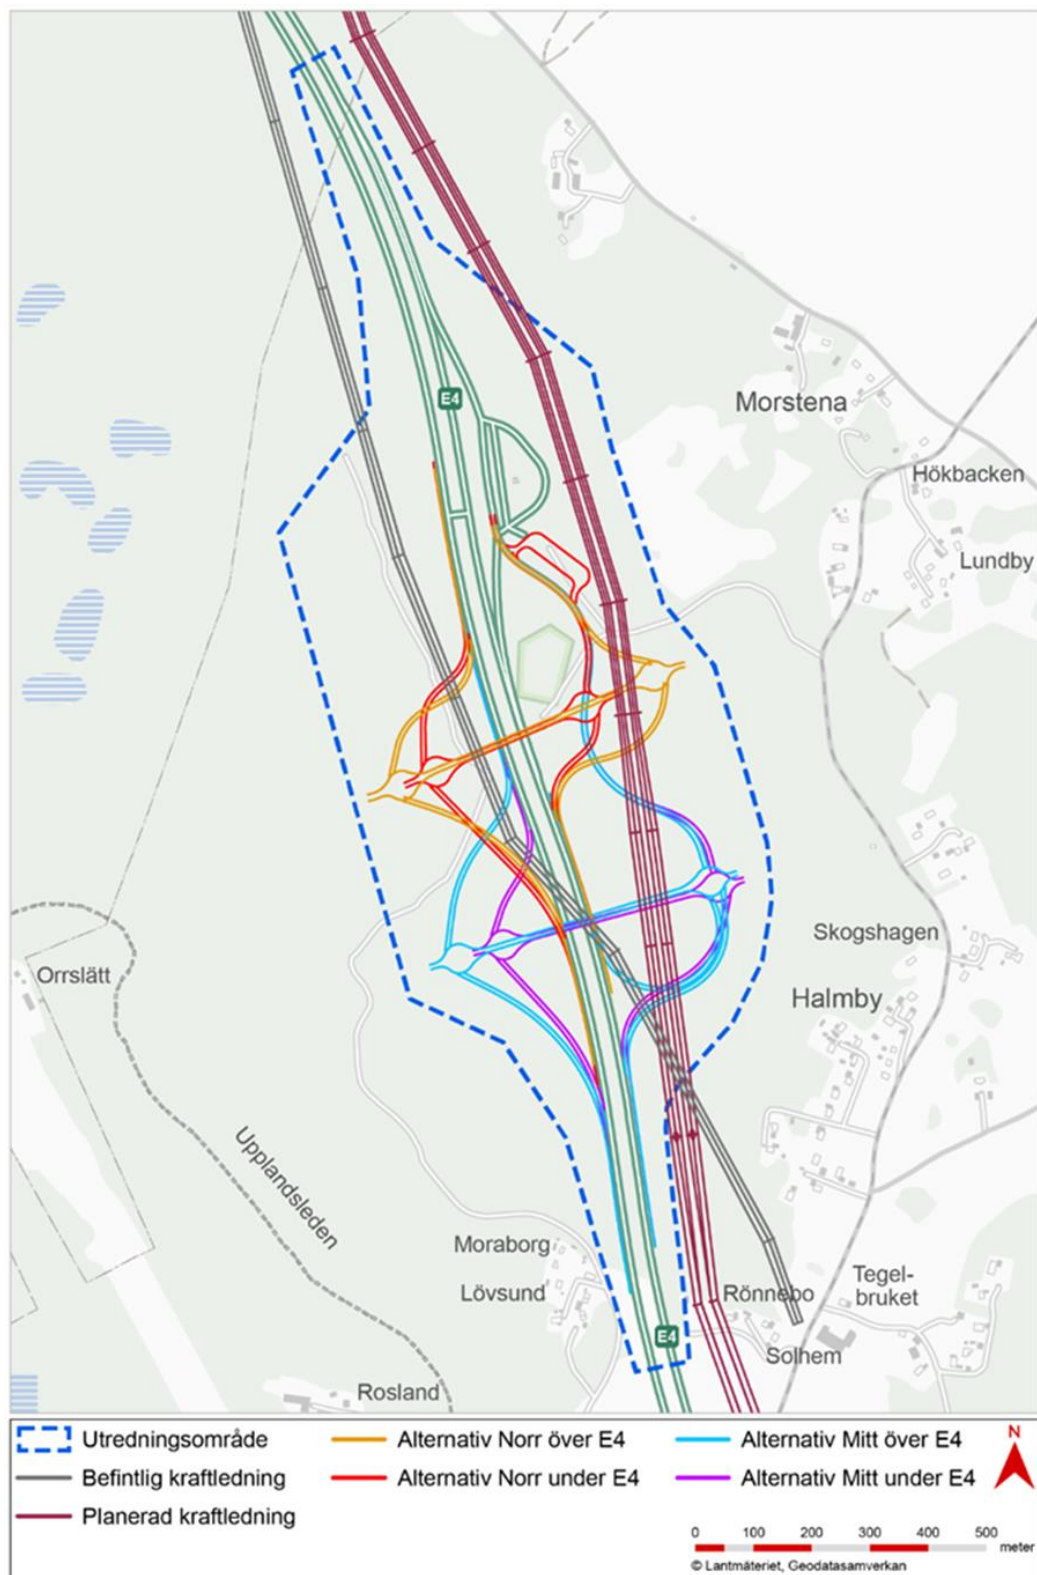 E4
Morstena
Hökbacken
Lundby
Skogshagen
Orrslätt
Halmby
Upplandsleden
Moraborg
Lövsund
Rönnebo
Tegel-
bruket
E4
Solhem
Rosland
Utredningsområde
Alternativ Norr över E4
Alternativ Mitt över E4
N
Befintlig kraftledning
Alternativ Norr under E4
Alternativ Mitt under E4
Planerad kraftledning
0 100 200 300 400 500
meter
© Lantmäteriet, Geodatasamverkan